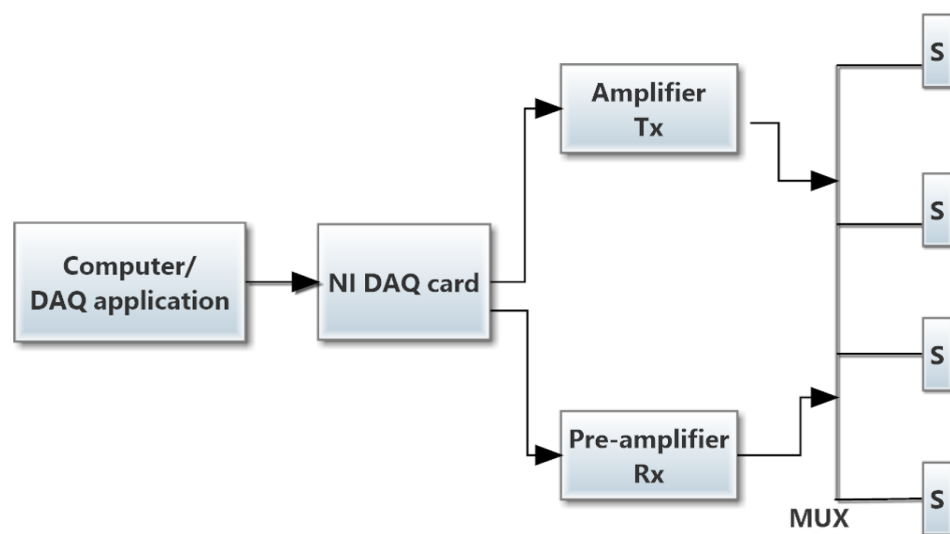 S
Amplifier
Tx
S
Computer/
DAQ application
NI DAQ card
S
Pre-amplifier
Rx
S
MUX